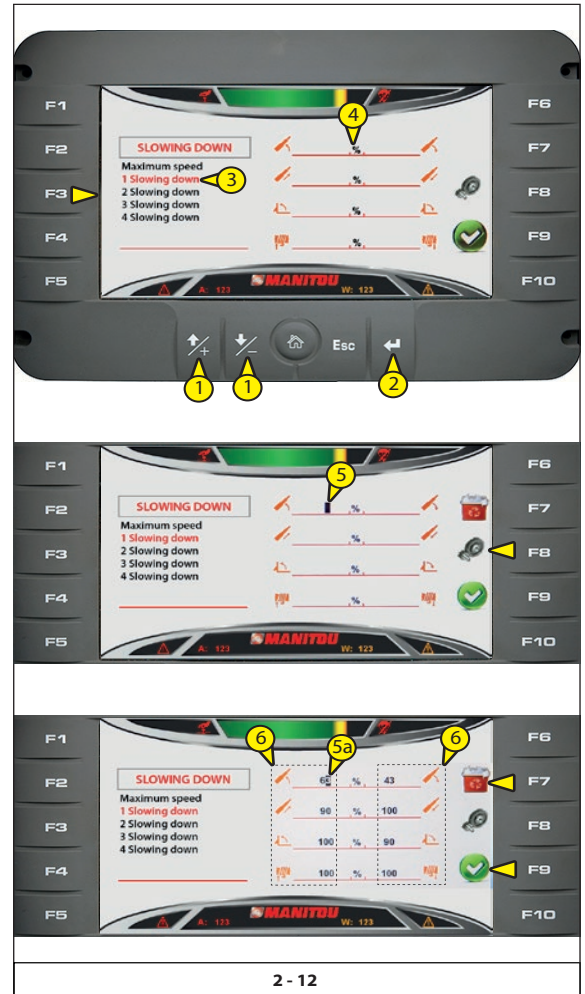 F1
F6
4
F2
SLOWING DOWN
%
F7
Maximum speed
F3
1 Slowing down
3
%
F8
2 Slowing down
3 Slowing down
%
4 Slowing down
F4
%
F9
F5
A: 123
MANITOU
W: 123
F10
+
-
Esc
1
1
2
F1
F6
5
F2
SLOWING DOWN
%
F7
Maximum speed
1 Slowing down
F3
2 Slowing down
%
F8
3 Slowing down
4 Slowing down
%
F4
%
F9
F5
A: 123
MANITOU
W: 123
F10
F1
F6
6
5a
6
F2
SLOWING DOWN
% 43
F7
Maximum speed
1 Slowing down
90 % 100
F3
2 Slowing down
F8
3 Slowing down
100 % 90
4 Slowing down
F4
100 % 100
F9
F5
A: 123
MANITOU
W: 123
F10
2 - 12